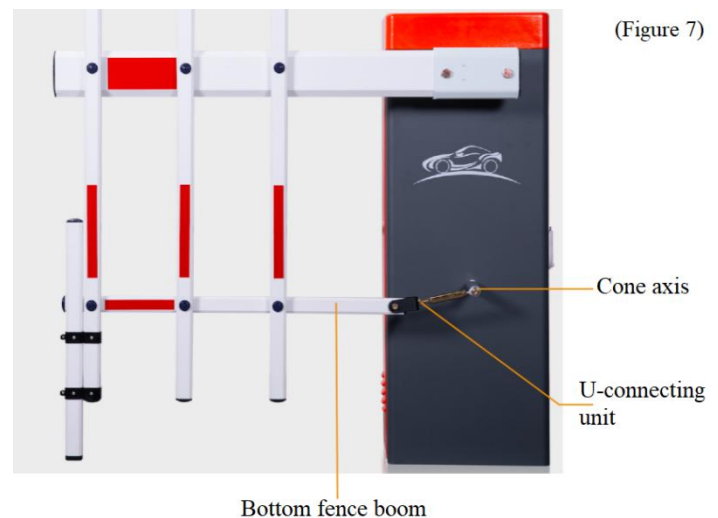 (Figure 7)
Cone axis
U-connecting
unit
Bottom fence boom